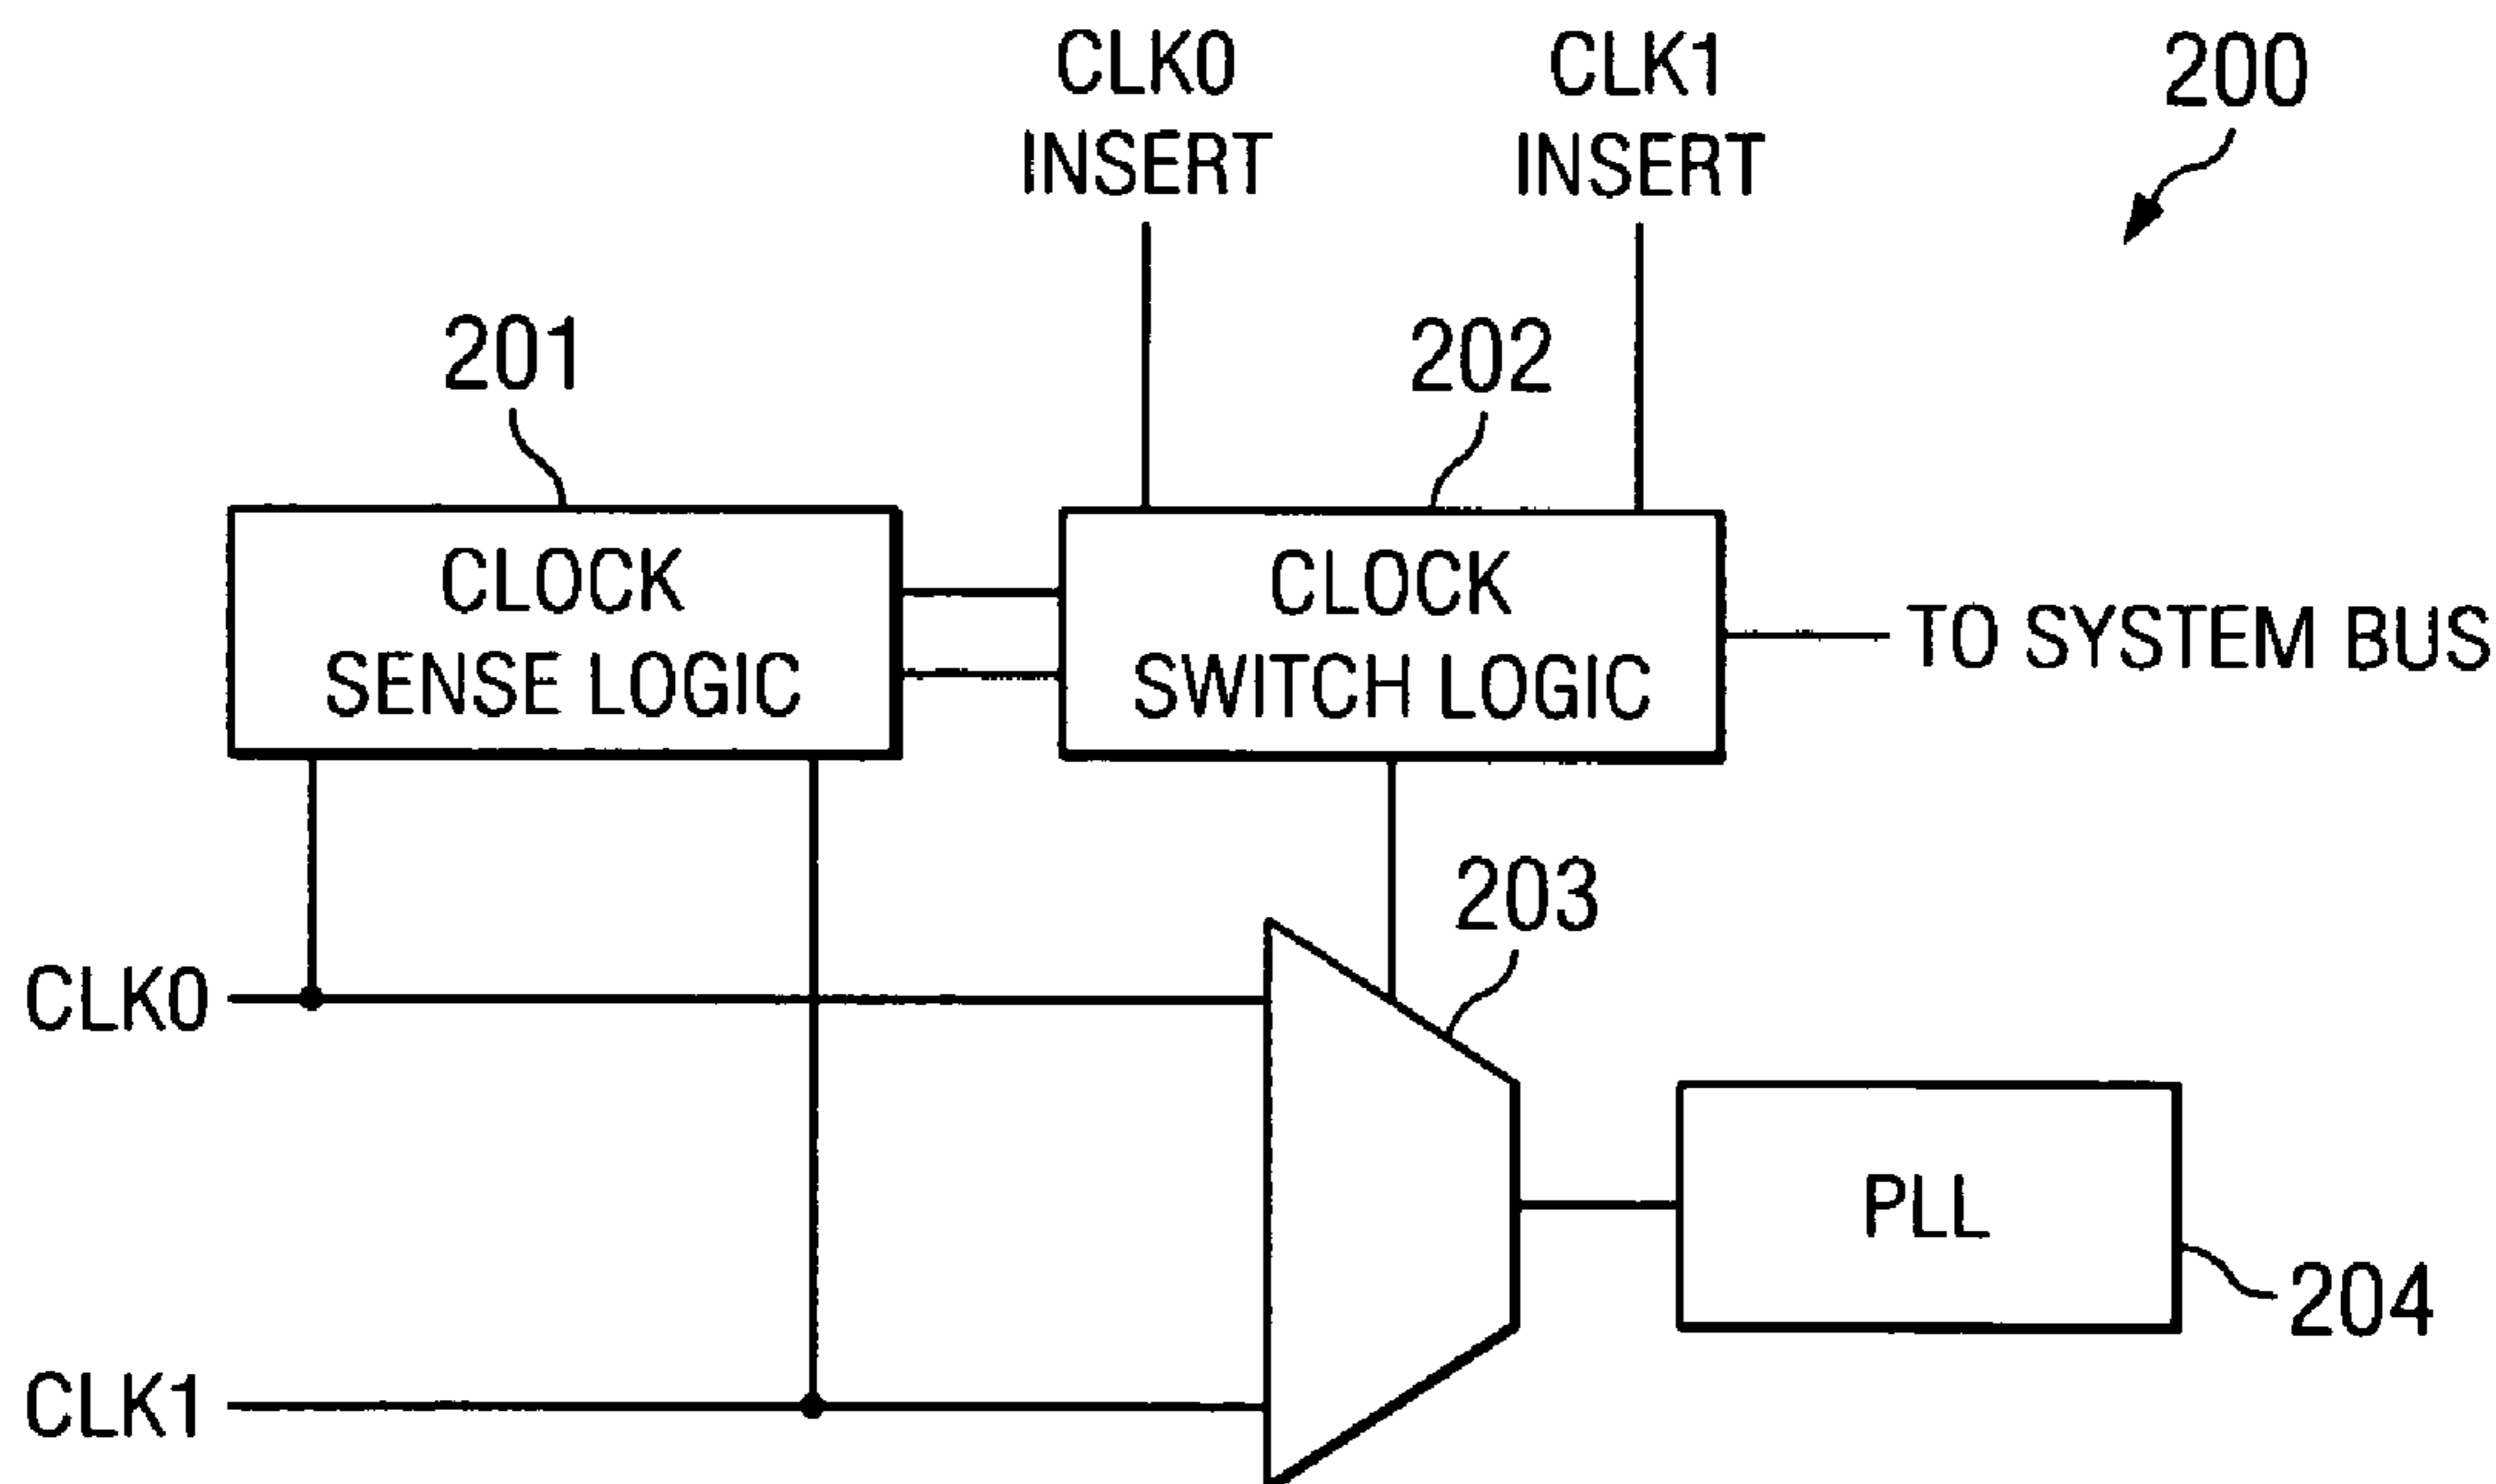 CLK0
INSERT
CLK1
INSERT
200
201
202
CLOCK
SENSE LOGIC
CLOCK
SWITCH LOGIC
TO SYSTEM BUS
203
CLK0
PLL
204
CLK1